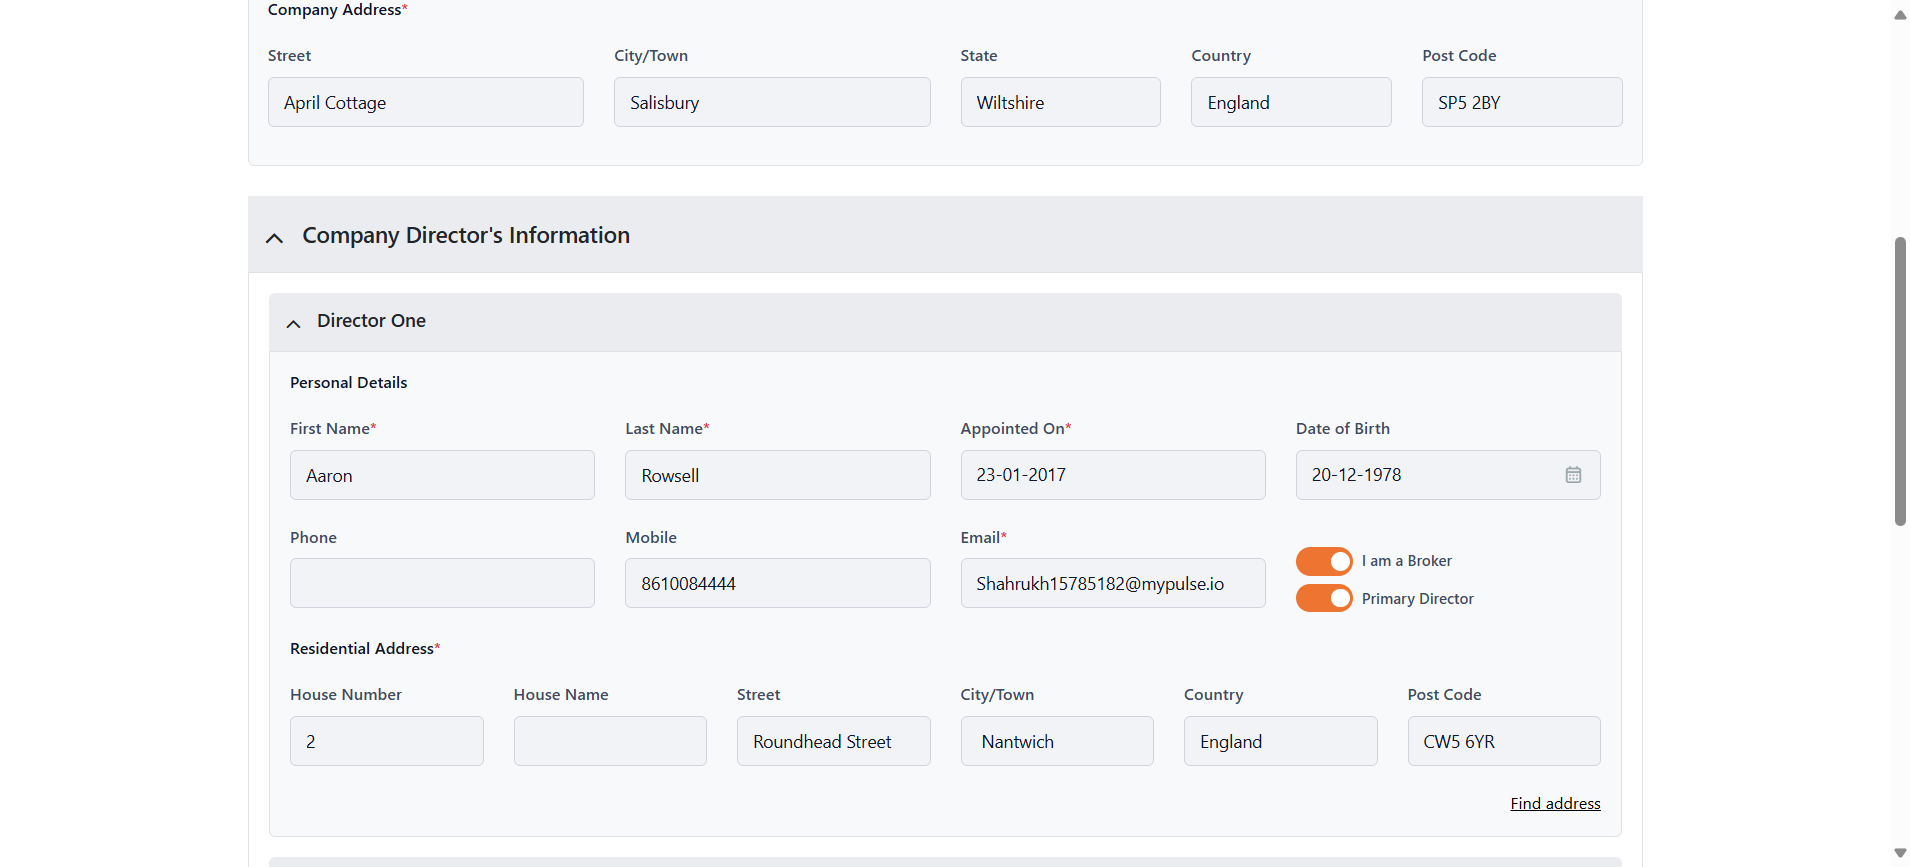 Company Address*
Street City/Town State Country Post Code
April Cottage Salisbury Wiltshire England SP5 2BY
Company Director's Information
Director One
Personal Details
First Name* Last Name* Appointed On* Date of Birth
Aaron Rowsell 23-01-2017 20-12-1978
Phone Mobile Email*
I am a Broker
8610084444 Shahrukh15785182@mypulse.io
Primary Director
Residential Address*
House Number House Name Street City/Town Country Post Code
2 Roundhead Street Nantwich England CW5 6YR
Find address